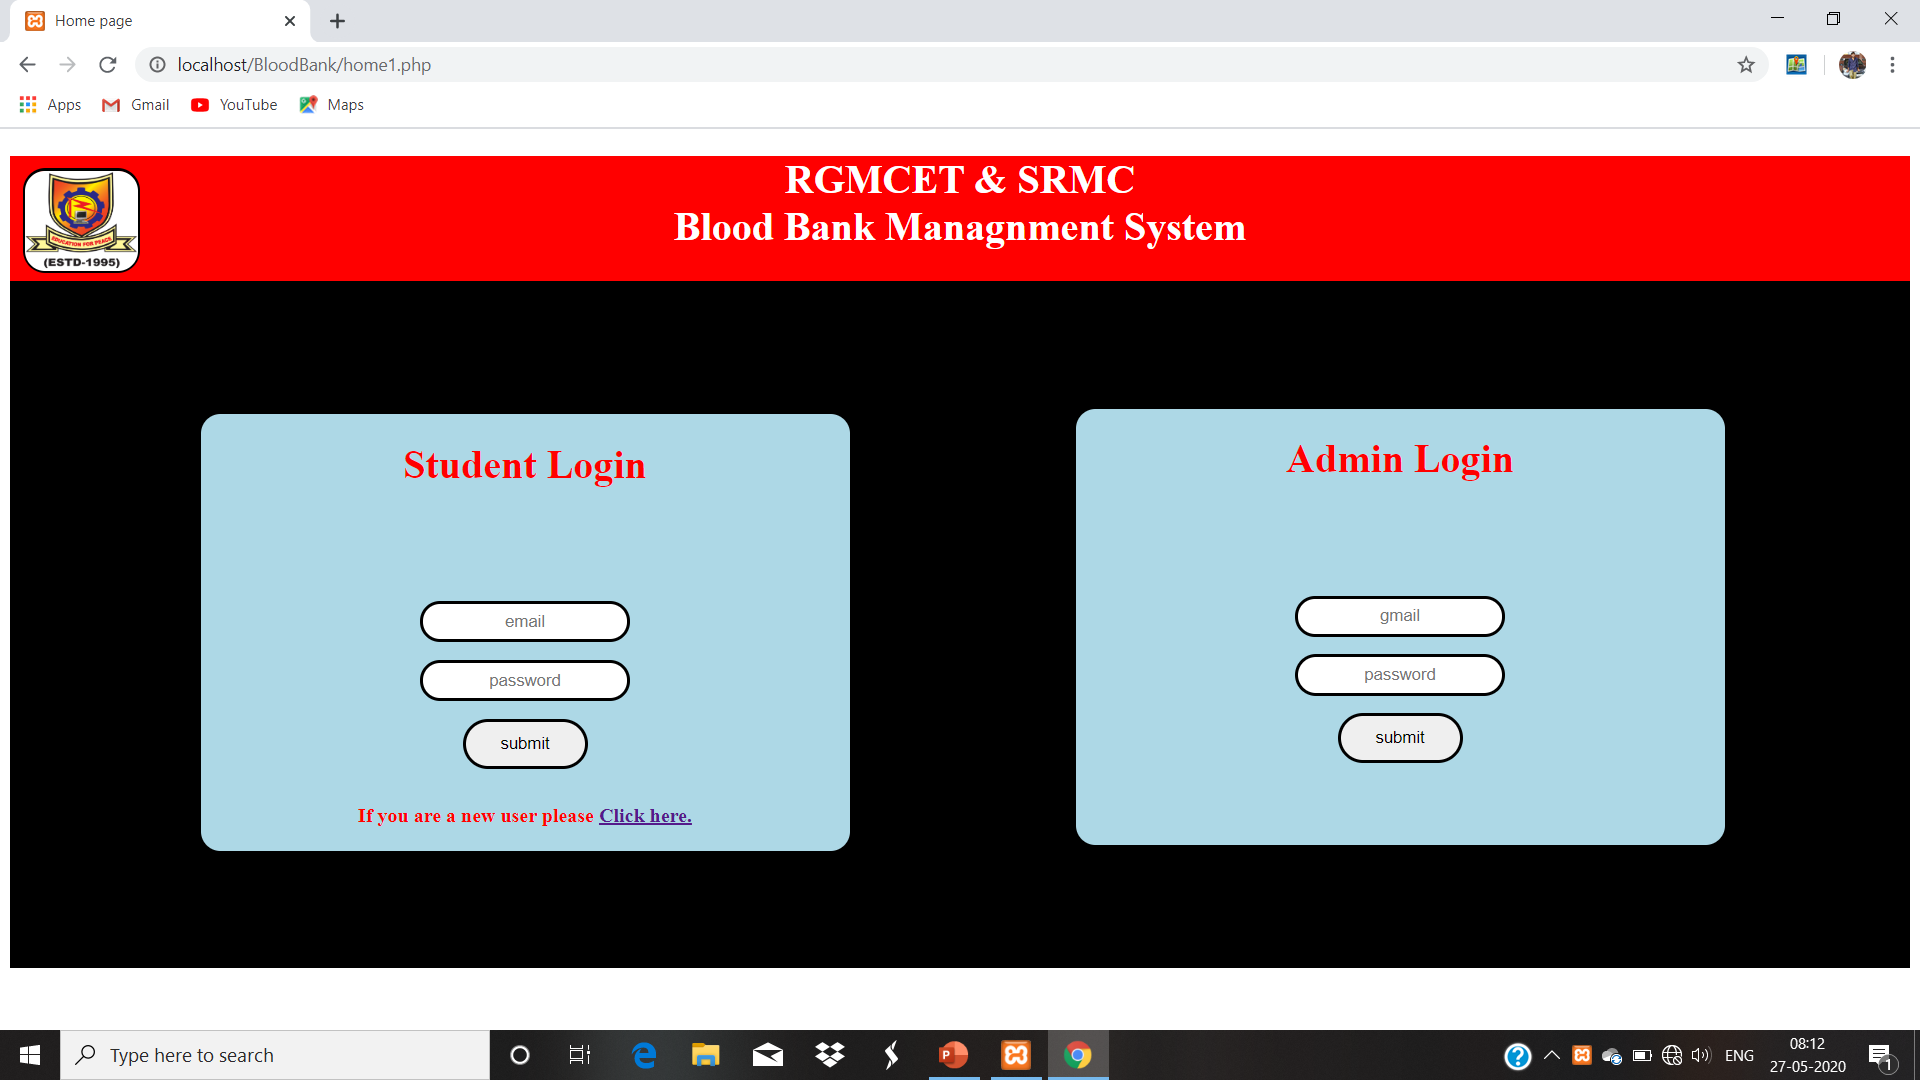 Home page
localhost/BloodBank/home1.php
Apps Gmail YouTube Maps
EDUCATION FOR PEACE
(ESTD-1995)
RGMCET & SRMC
Blood Bank Managnment System
Student Login
email
password
submit
If you are a new user please Click here.
Admin Login
gmail
password
submit
Type here to search
P
ENG
08:12
27-05-2020
1